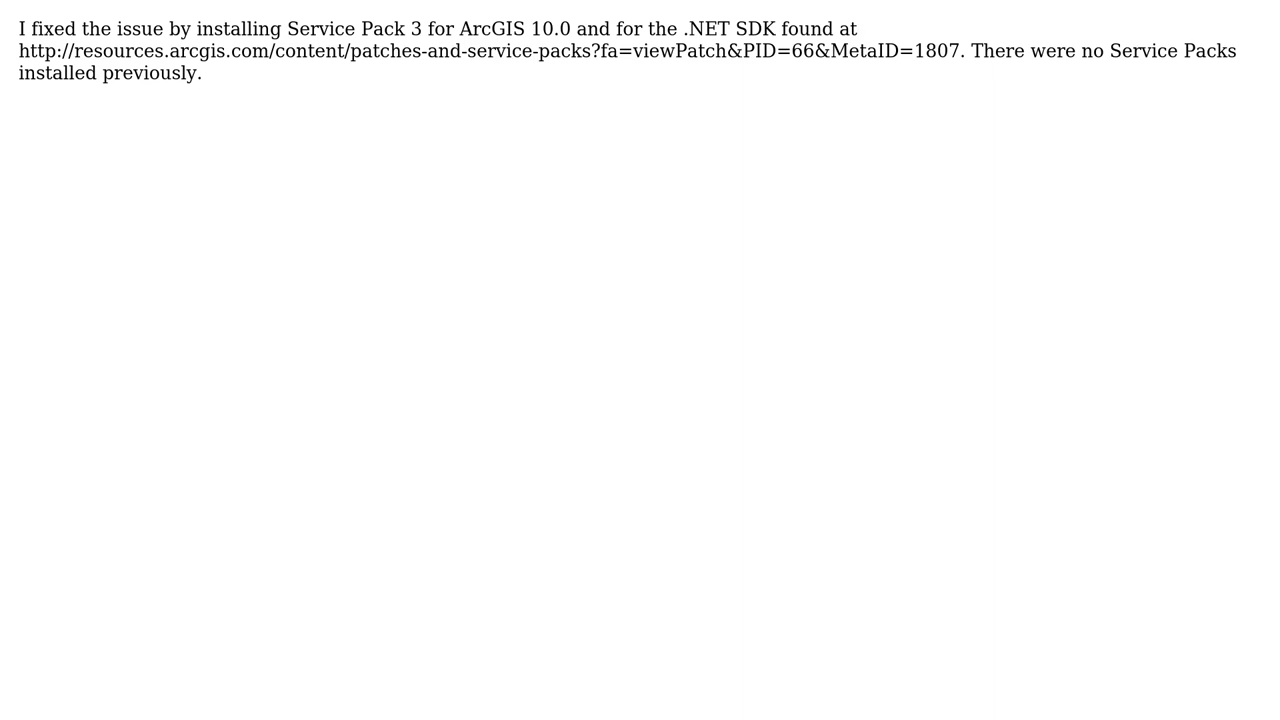 I fixed the issue by installing Service Pack 3 for ArcGIS 10.0 and for the .NET SDK found at
http://resources.arcgis.com/content/patches-and-service-packs?fa=viewPatch&PID=66&MetaID=1807. There were no Service Packs
installed previously.